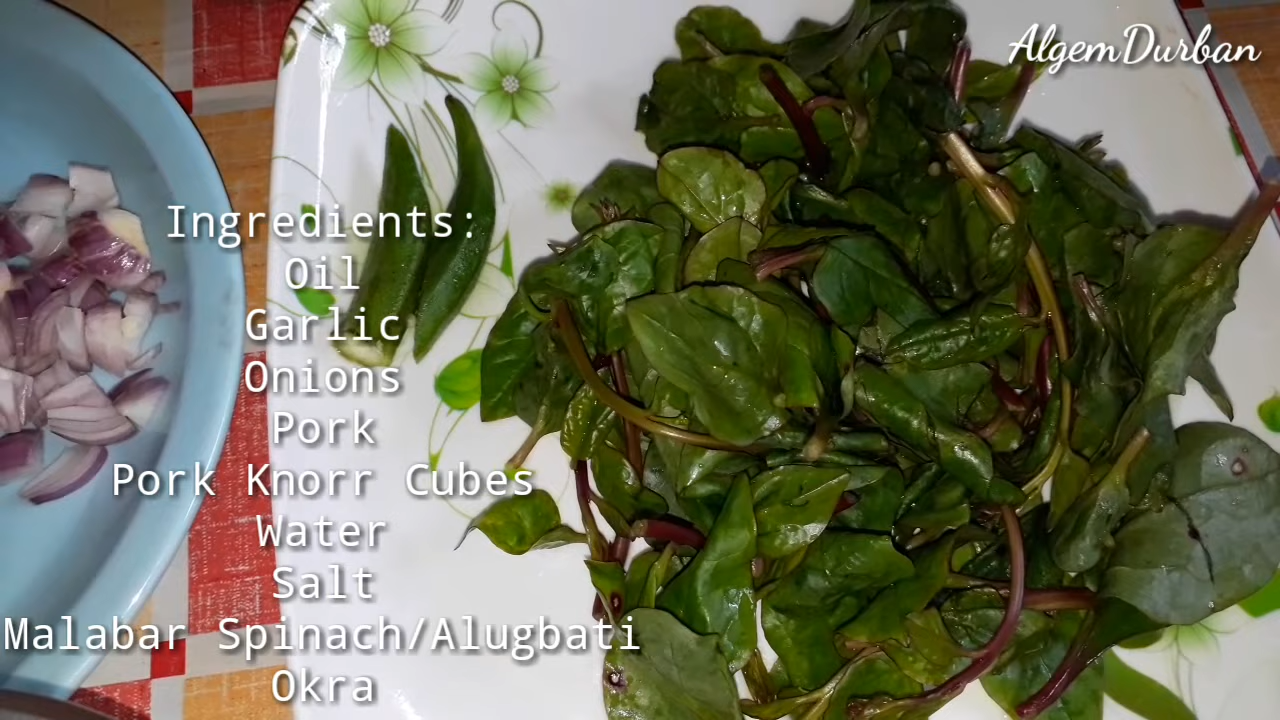 AlgemDurban
Ingredients:
Oil
Garlic
Onions
Pork
Pork Knorr Cubes
Water
Salt
Malabar Spinach/Alugbati
Okra